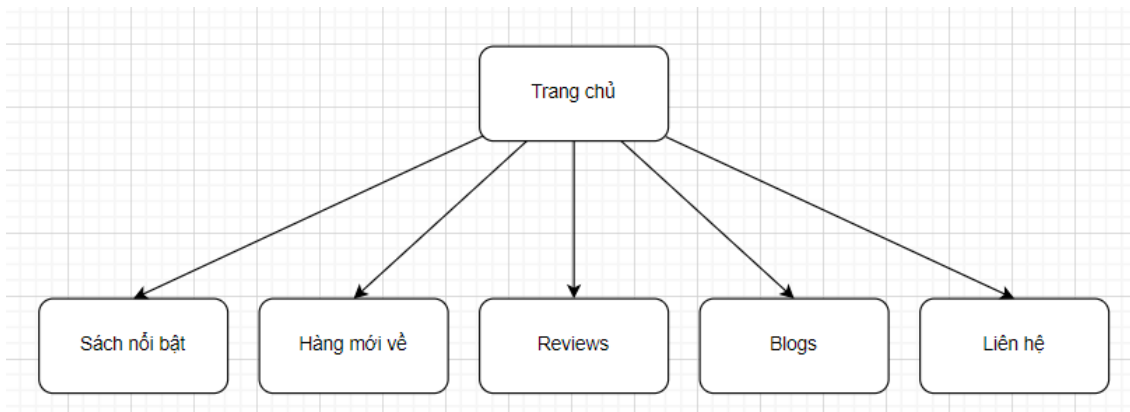 Trang chủ
Sách nổi bật
Hàng mới về
Reviews
Blogs
Liên hệ